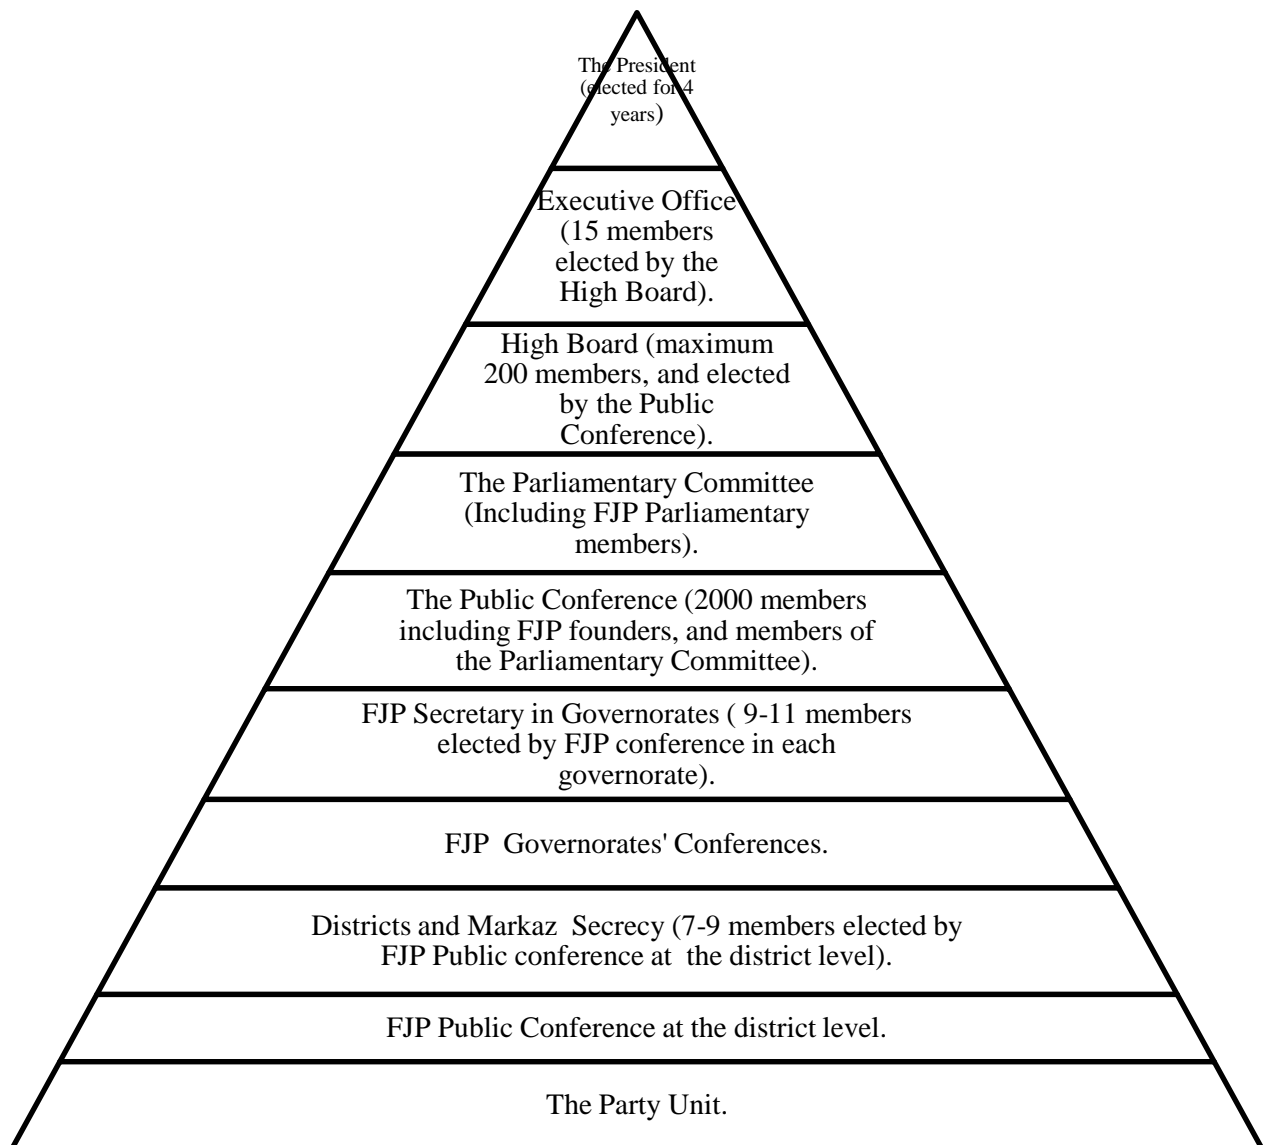 The President
(elected for 4
years)
Executive Office
(15 members
elected by the
High Board).
High Board (maximum
200 members, and elected
by the Public
Conference).
The Parliamentary Committee
(Including FJP Parliamentary
members).
The Public Conference (2000 members
including FJP founders, and members of
the Parliamentary Committee).
FJP Secretary in Governorates ( 9-11 members
elected by FJP conference in each
governorate).
FJP  Governorates' Conferences.
Districts and Markaz  Secrecy (7-9 members elected by
FJP Public conference at  the district level).
FJP Public Conference at the district level.
The Party Unit.